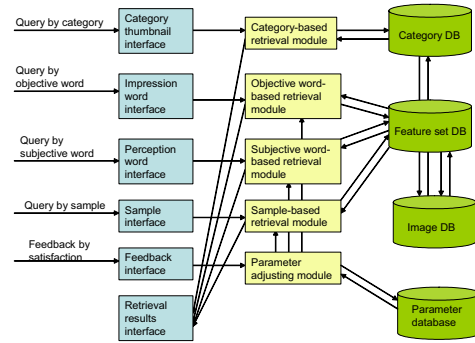 Query by category
Category
thumbnail
interface
Category-based
retrieval module
Category DB
Query by
objective word
Impression
word
interface
Objective word-
based retrieval
module
Feature set DB
Query by
subjective word
Perception
word
interface
Subjective word-
based retrieval
module
Query by sample
Sample
interface
Sample-based
retrieval module
Image DB
Feedback by
satisfaction
Feedback
interface
Parameter
adjusting module
Retrieval
results
interface
Parameter
database